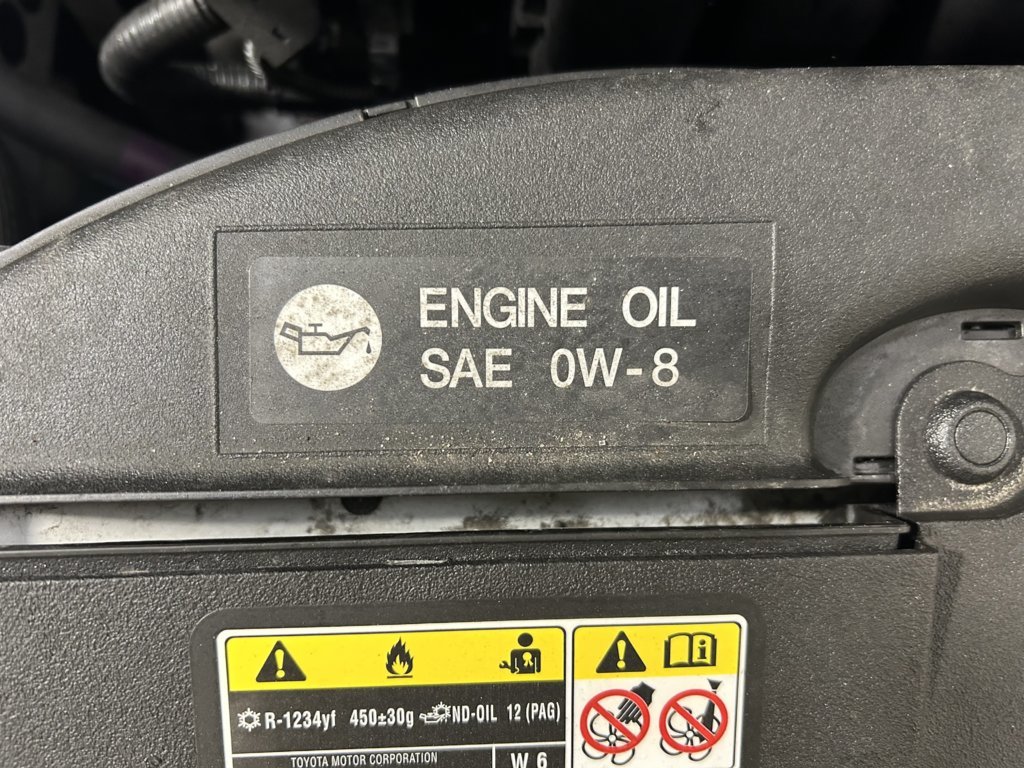 ENGINE OIL
SAE 0W-8
R-1234yf 450±30g ND-OIL 12 (PAG)
TOYOTA MOTOR CORPORATION W 6